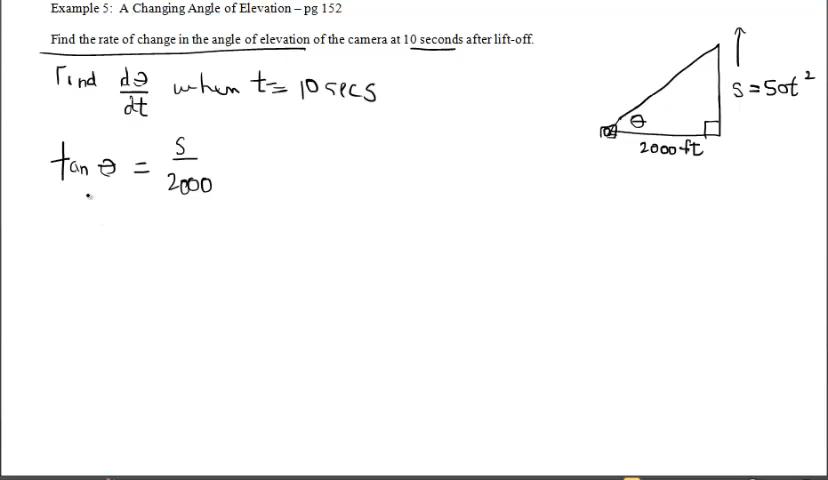 Example 5: A Changing Angle of Elevation – pg 152
Find the rate of change in the angle of elevation of the camera at 10 seconds after lift-off.
Find dθ/dt when t= 10 secs
tan θ = s/2000
s = 50t²
θ
2000 ft